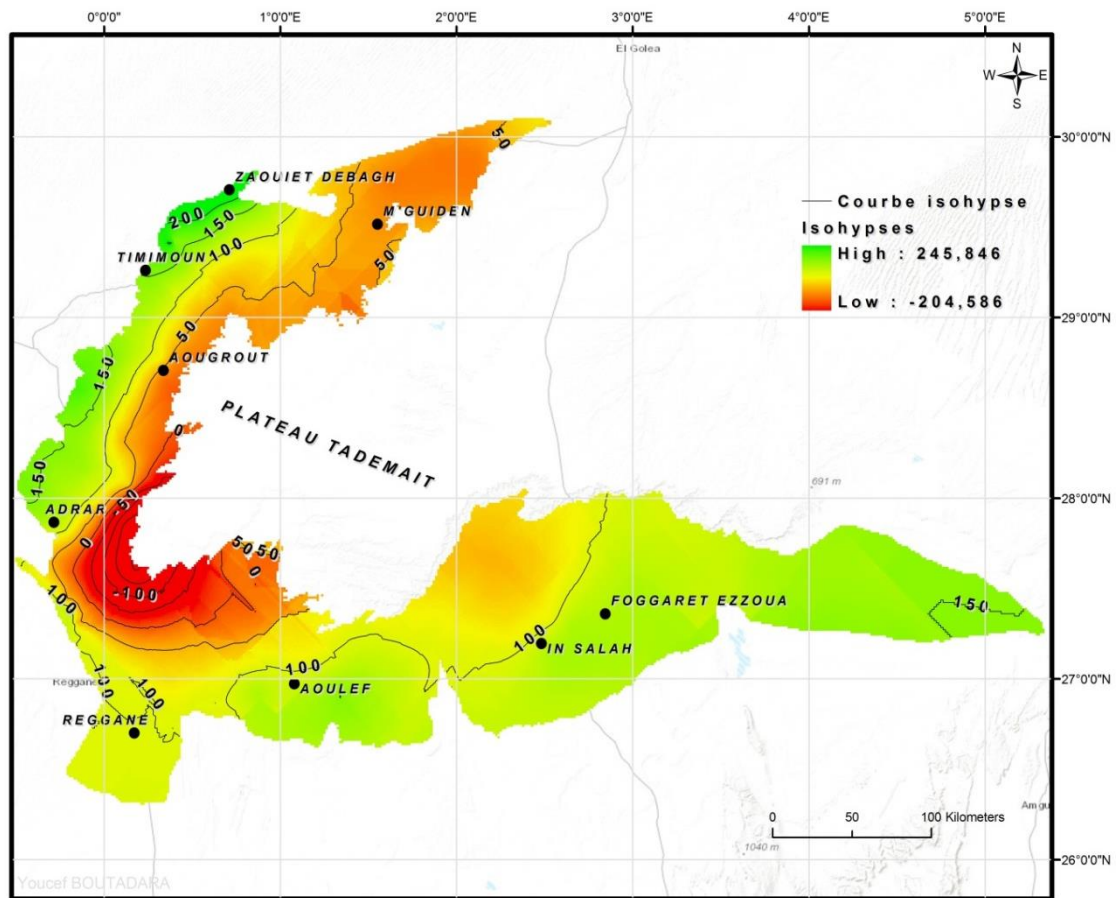 0°0'0" 1°0'0"E 2°0'0"E 3°0'0"E 4°0'0"E 5°0'0"E
El Golea
N
W E
S
30°0'0"N
50
ZAOUIET DEBAGH
200
150
M'GUIDEN
100
TIMIMOUN
50
Courbe isohypse
Isohypses
High : 245,846
Low : -204,586
29°0'0"N
50
AOUGROUT
150
PLATEAU TADEMAIT
0
150
691 m
28°0'0"N
-50
ADRAR
0
50 50
0
-100
100
FOGGARET EZZOUA
150
100
IN SALAH
100
27°0'0"N
100
100
Reggane
AOULEF
REGGANE
0 50 100 Kilometers
Amgu
1040 m
26°0'0"N
Youcef BOUTADARA